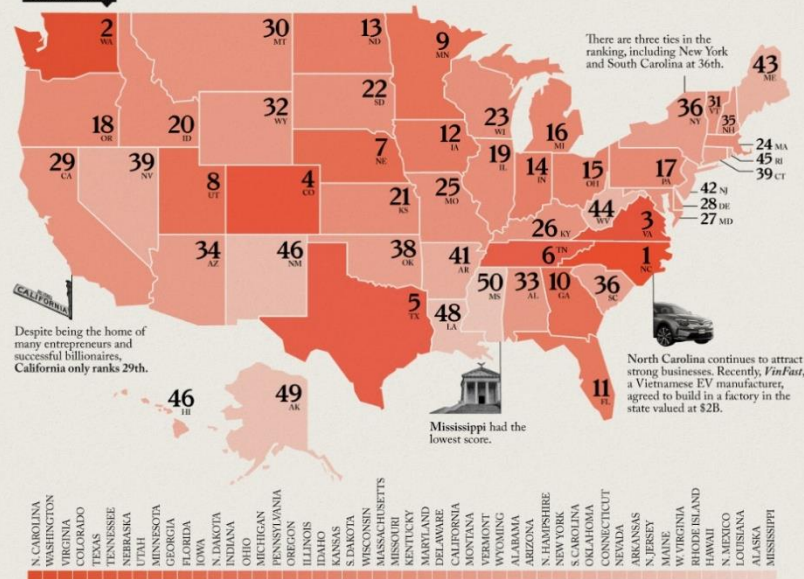 2
WA
30
MT
13
ND
9
MN
There are three ties in the
ranking, including New York
and South Carolina at 36th.
43
ME
18
OR
20
ID
32
WY
22
SD
23
WI
16
MI
36
NY
31
VT
35
NH
24 MA
45 RI
39 CT
29
CA
39
NV
8
UT
4
CO
7
NE
12
IA
19
IL
14
IN
15
OH
17
PA
42 NJ
28 DE
27 MD
21
KS
25
MO
26 KY
44
WV
3
VA
34
AZ
46
NM
38
OK
41
AR
6 TN
1
NC
5
TX
48
LA
50
MS
33
AL
10
GA
36
SC
11
FL
46
HI
49
AK
CALIFORNIA
Despite being the home of
many entrepreneurs and
successful billionaires,
California only ranks 29th.
Mississippi had the
lowest score.
North Carolina continues to attract
strong businesses. Recently, VinFast,
a Vietnamese EV manufacturer,
agreed to build in a factory in the
state valued at $2B.
N. CAROLINA
WASHINGTON
VIRGINIA
COLORADO
TEXAS
TENNESSEE
NEBRASKA
UTAH
MINNESOTA
GEORGIA
FLORIDA
IOWA
N. DAKOTA
INDIANA
OHIO
MICHIGAN
PENNSYLVANIA
OREGON
ILLINOIS
IDAHO
KANSAS
S. DAKOTA
WISCONSIN
MASSACHUSETTS
MISSOURI
KENTUCKY
MARYLAND
DELAWARE
CALIFORNIA
MONTANA
VERMONT
WYOMING
ALABAMA
ARIZONA
N. HAMPSHIRE
NEW YORK
S. CAROLINA
OKLAHOMA
CONNECTICUT
NEVADA
ARKANSAS
N. JERSEY
MAINE
W. VIRGINIA
RHODE ISLAND
HAWAII
N. MEXICO
LOUISIANA
ALASKA
MISSISSIPPI